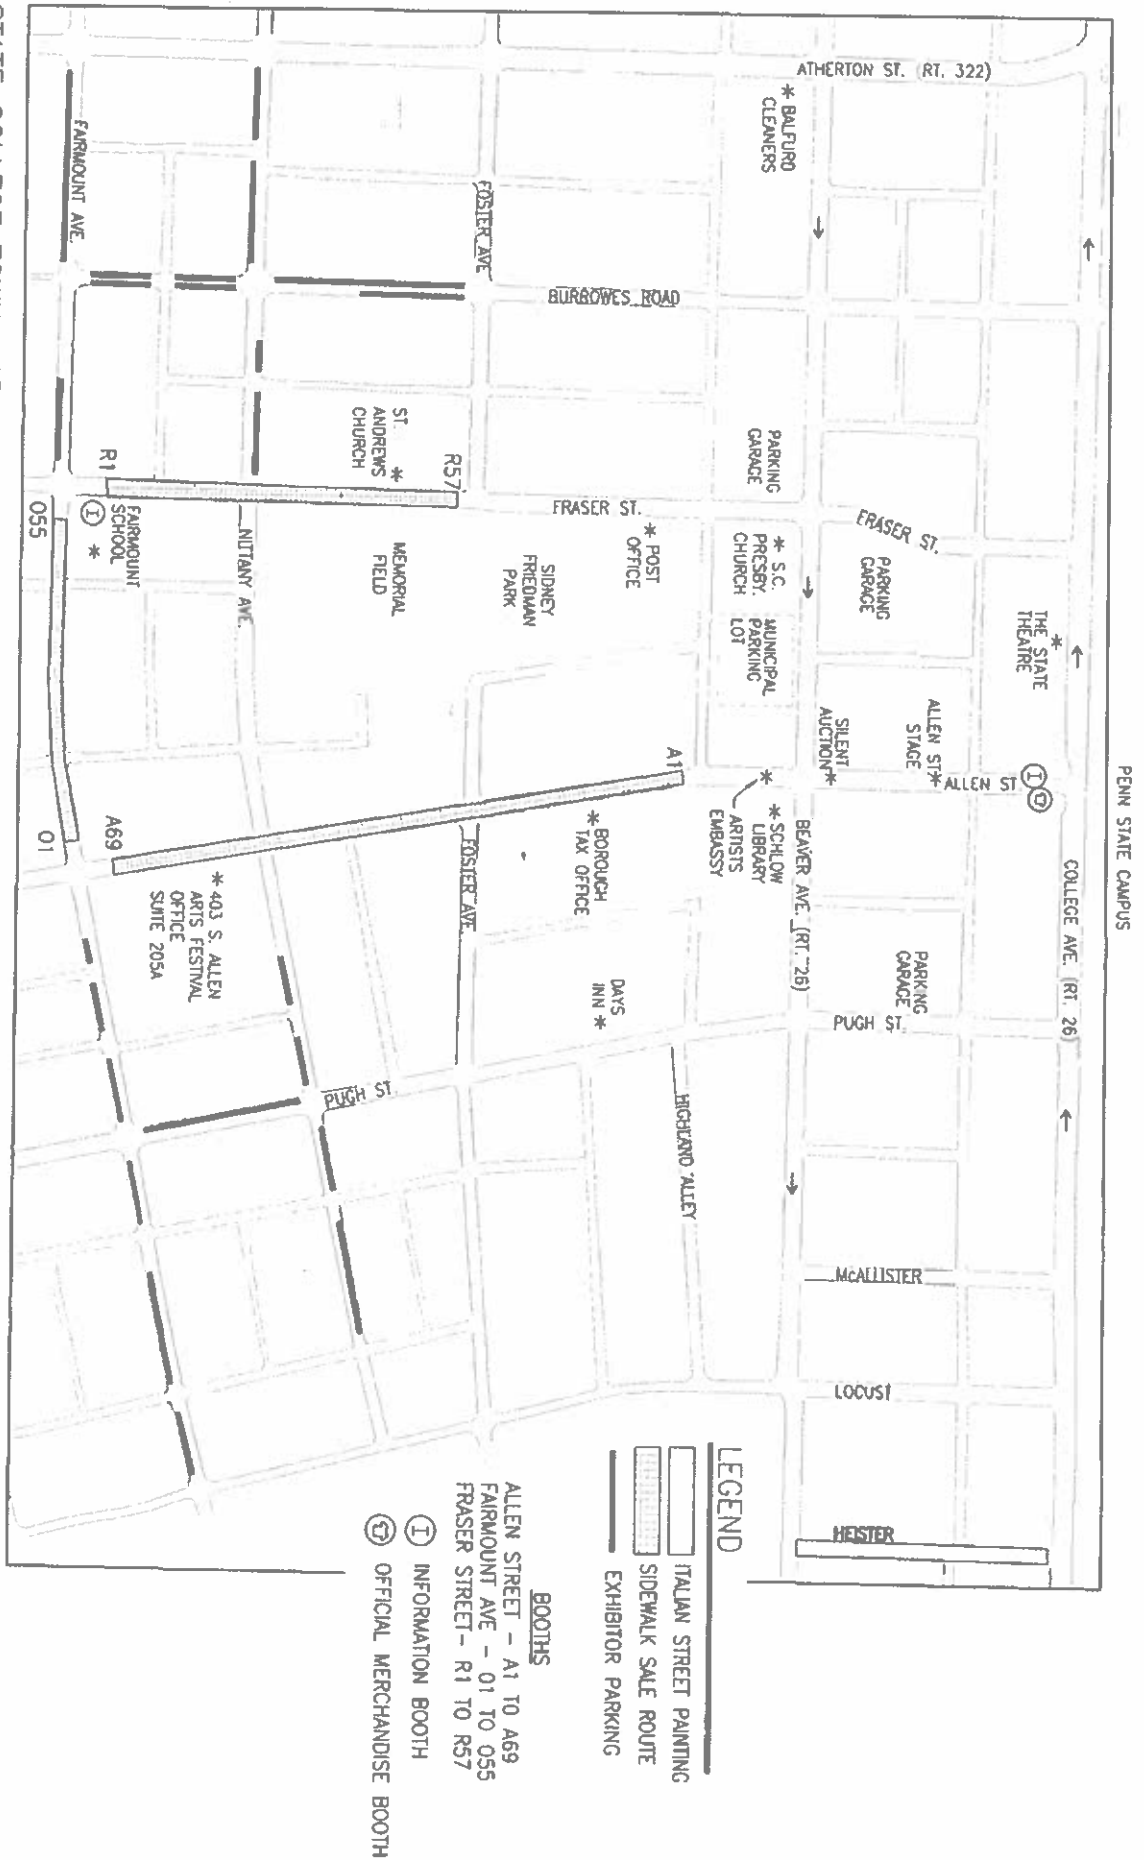 PENN STATE CAMPUS
COLLEGE AVE. (RT. 26)
ATHERTON ST. (RT. 322)
* BALFURD
CLEANERS
FAIRMOUNT AVE.
FOSTER AVE
BURROWES ROAD
PARKING
GARAGE
FRASER ST.
FRASER ST.
PARKING
GARAGE
* THE STATE
THEATRE
ALLEN ST*
STAGE
ALLEN ST
I
SILENT
AUCTION*
* S.C.
PRESBY.
CHURCH
MUNICIPAL
PARKING
LOT
* POST
OFFICE
SIDNEY
FRIEDMAN
PARK
MEMORIAL
FIELD
ST. *
ANDREWS
CHURCH
R57
R1
I
FAIRMOUNT
SCHOOL
*
NITTANY AVE.
O55
O1
A69
A1
*
* SCHLOW
LIBRARY
ARTISTS
EMBASSY
BEAVER AVE. (RT. 26)
* BOROUGH
TAX OFFICE
FOSTER AVE.
* 403 S. ALLEN
ARTS FESTIVAL
OFFICE
SUITE 205A
DAYS
INN *
PARKING
GARAGE
PUGH ST.
PUGH ST.
HIGHLAND ALLEY
McALLISTER
LOCUST
HEISTER
LEGEND
ITALIAN STREET PAINTING
SIDEWALK SALE ROUTE
EXHIBITOR PARKING
BOOTHS
ALLEN STREET - A1 TO A69
FAIRMOUNT AVE - O1 TO O55
FRASER STREET- R1 TO R57
I INFORMATION BOOTH
OFFICIAL MERCHANDISE BOOTH